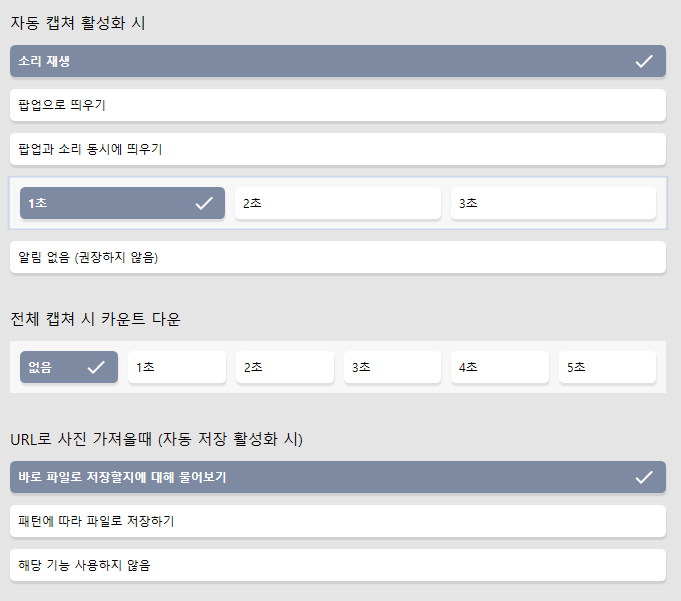 자동 캡쳐 활성화 시
소리 재생
팝업으로 띄우기
팝업과 소리 동시에 띄우기
1초 2초 3초
알림 없음 (권장하지 않음)
전체 캡쳐 시 카운트 다운
없음 1초 2초 3초 4초 5초
URL로 사진 가져올때 (자동 저장 활성화 시)
바로 파일로 저장할지에 대해 물어보기
패턴에 따라 파일로 저장하기
해당 기능 사용하지 않음